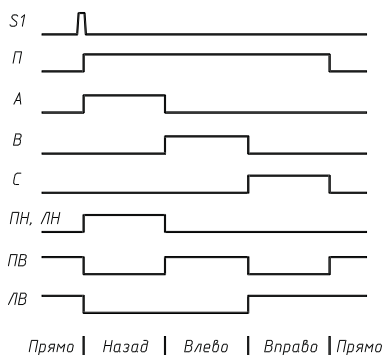 S1
П
А
В
С
ПН, ЛН
ПВ
ЛВ
Прямо Назад Влево Вправо Прямо